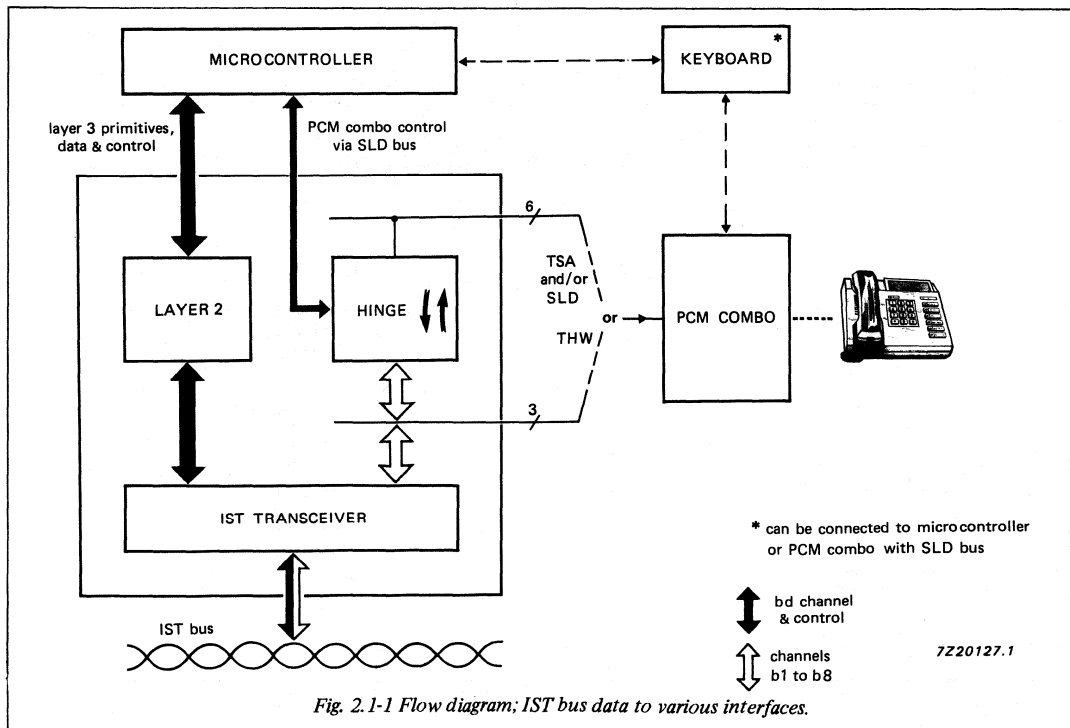 MICROCONTROLLER
KEYBOARD *
layer 3 primitives,
data & control
PCM combo control
via SLD bus
6
TSA
and/or
SLD
or
THW
LAYER 2
HINGE
PCM COMBO
3
IST TRANSCEIVER
* can be connected to microcontroller
or PCM combo with SLD bus
IST bus
bd channel
& control
channels
b1 to b8
7Z20127.1
Fig. 2.1-1 Flow diagram; IST bus data to various interfaces.